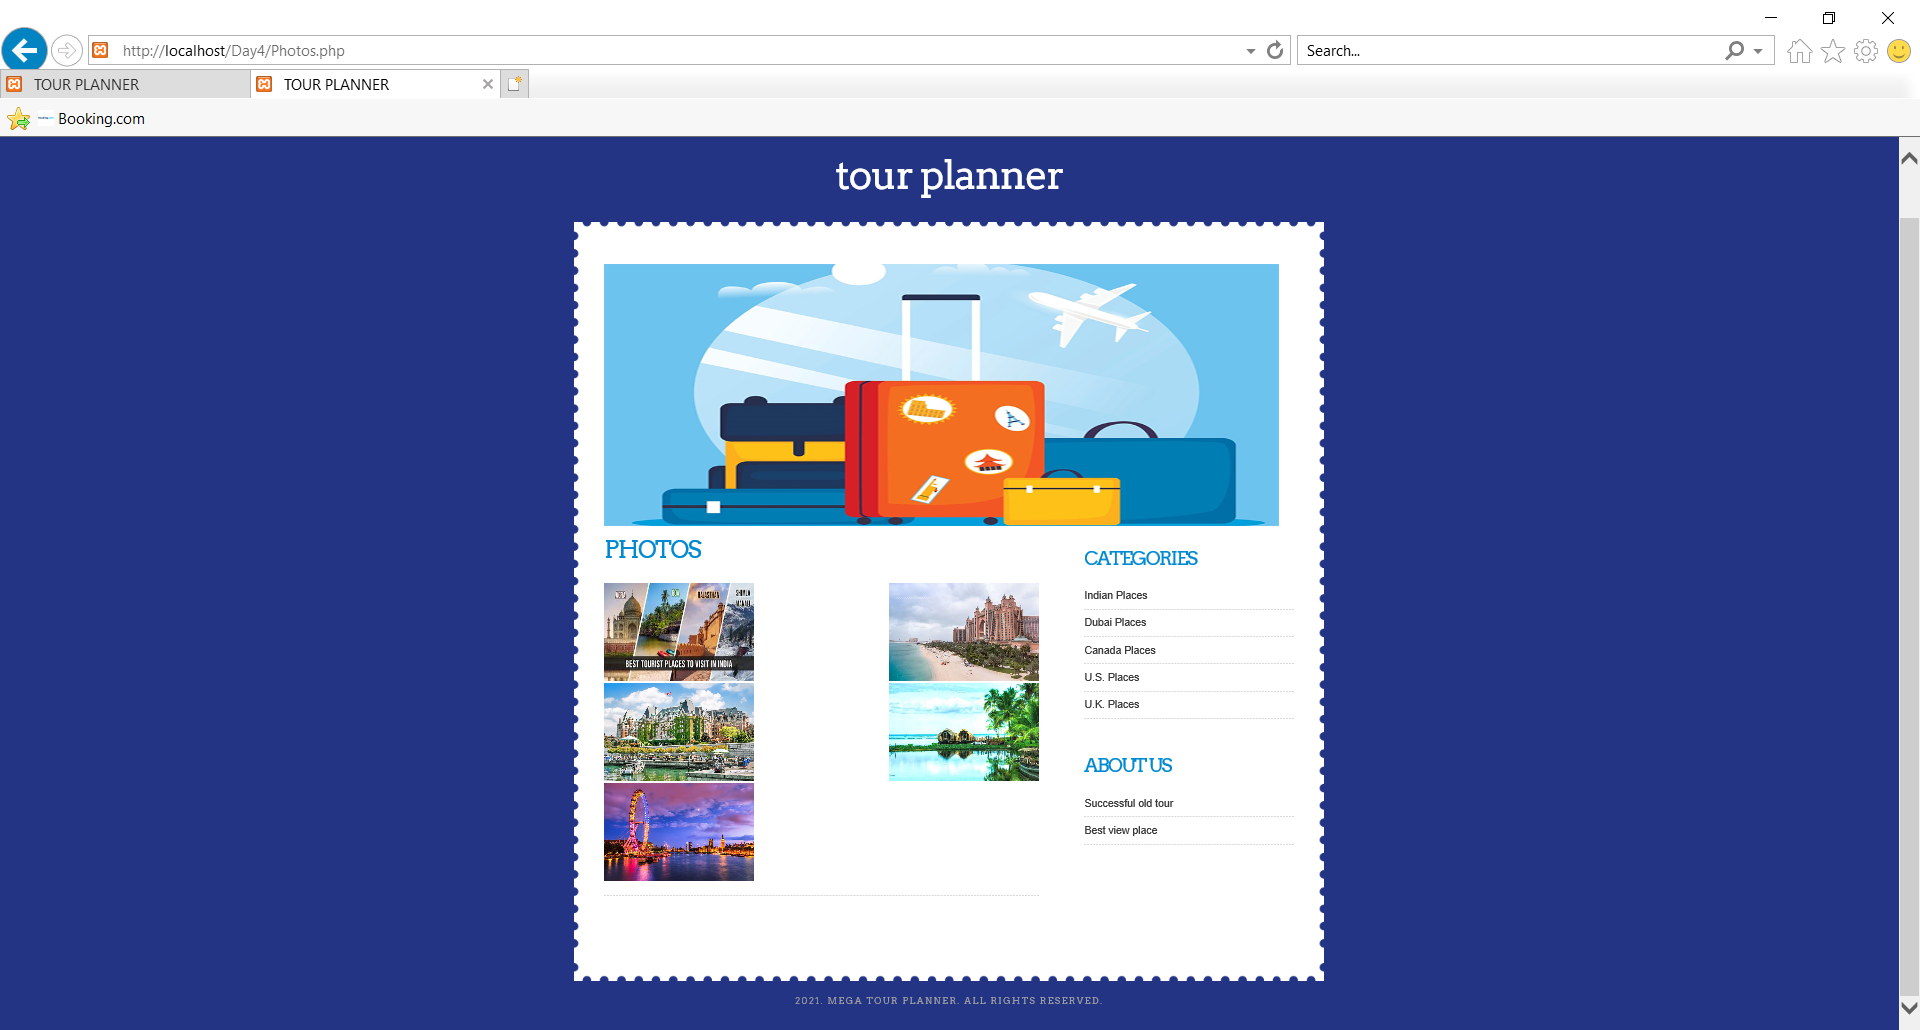 http://localhost/Day4/Photos.php
Search...
TOUR PLANNER
TOUR PLANNER
Booking.com
tour planner
PHOTOS
RAJASTHAN
BEST TOURIST PLACES TO VISIT IN INDIA
CATEGORIES
Indian Places
Dubai Places
Canada Places
U.S. Places
U.K. Places
ABOUT US
Successful old tour
Best view place
2021. MEGA TOUR PLANNER. ALL RIGHTS RESERVED.